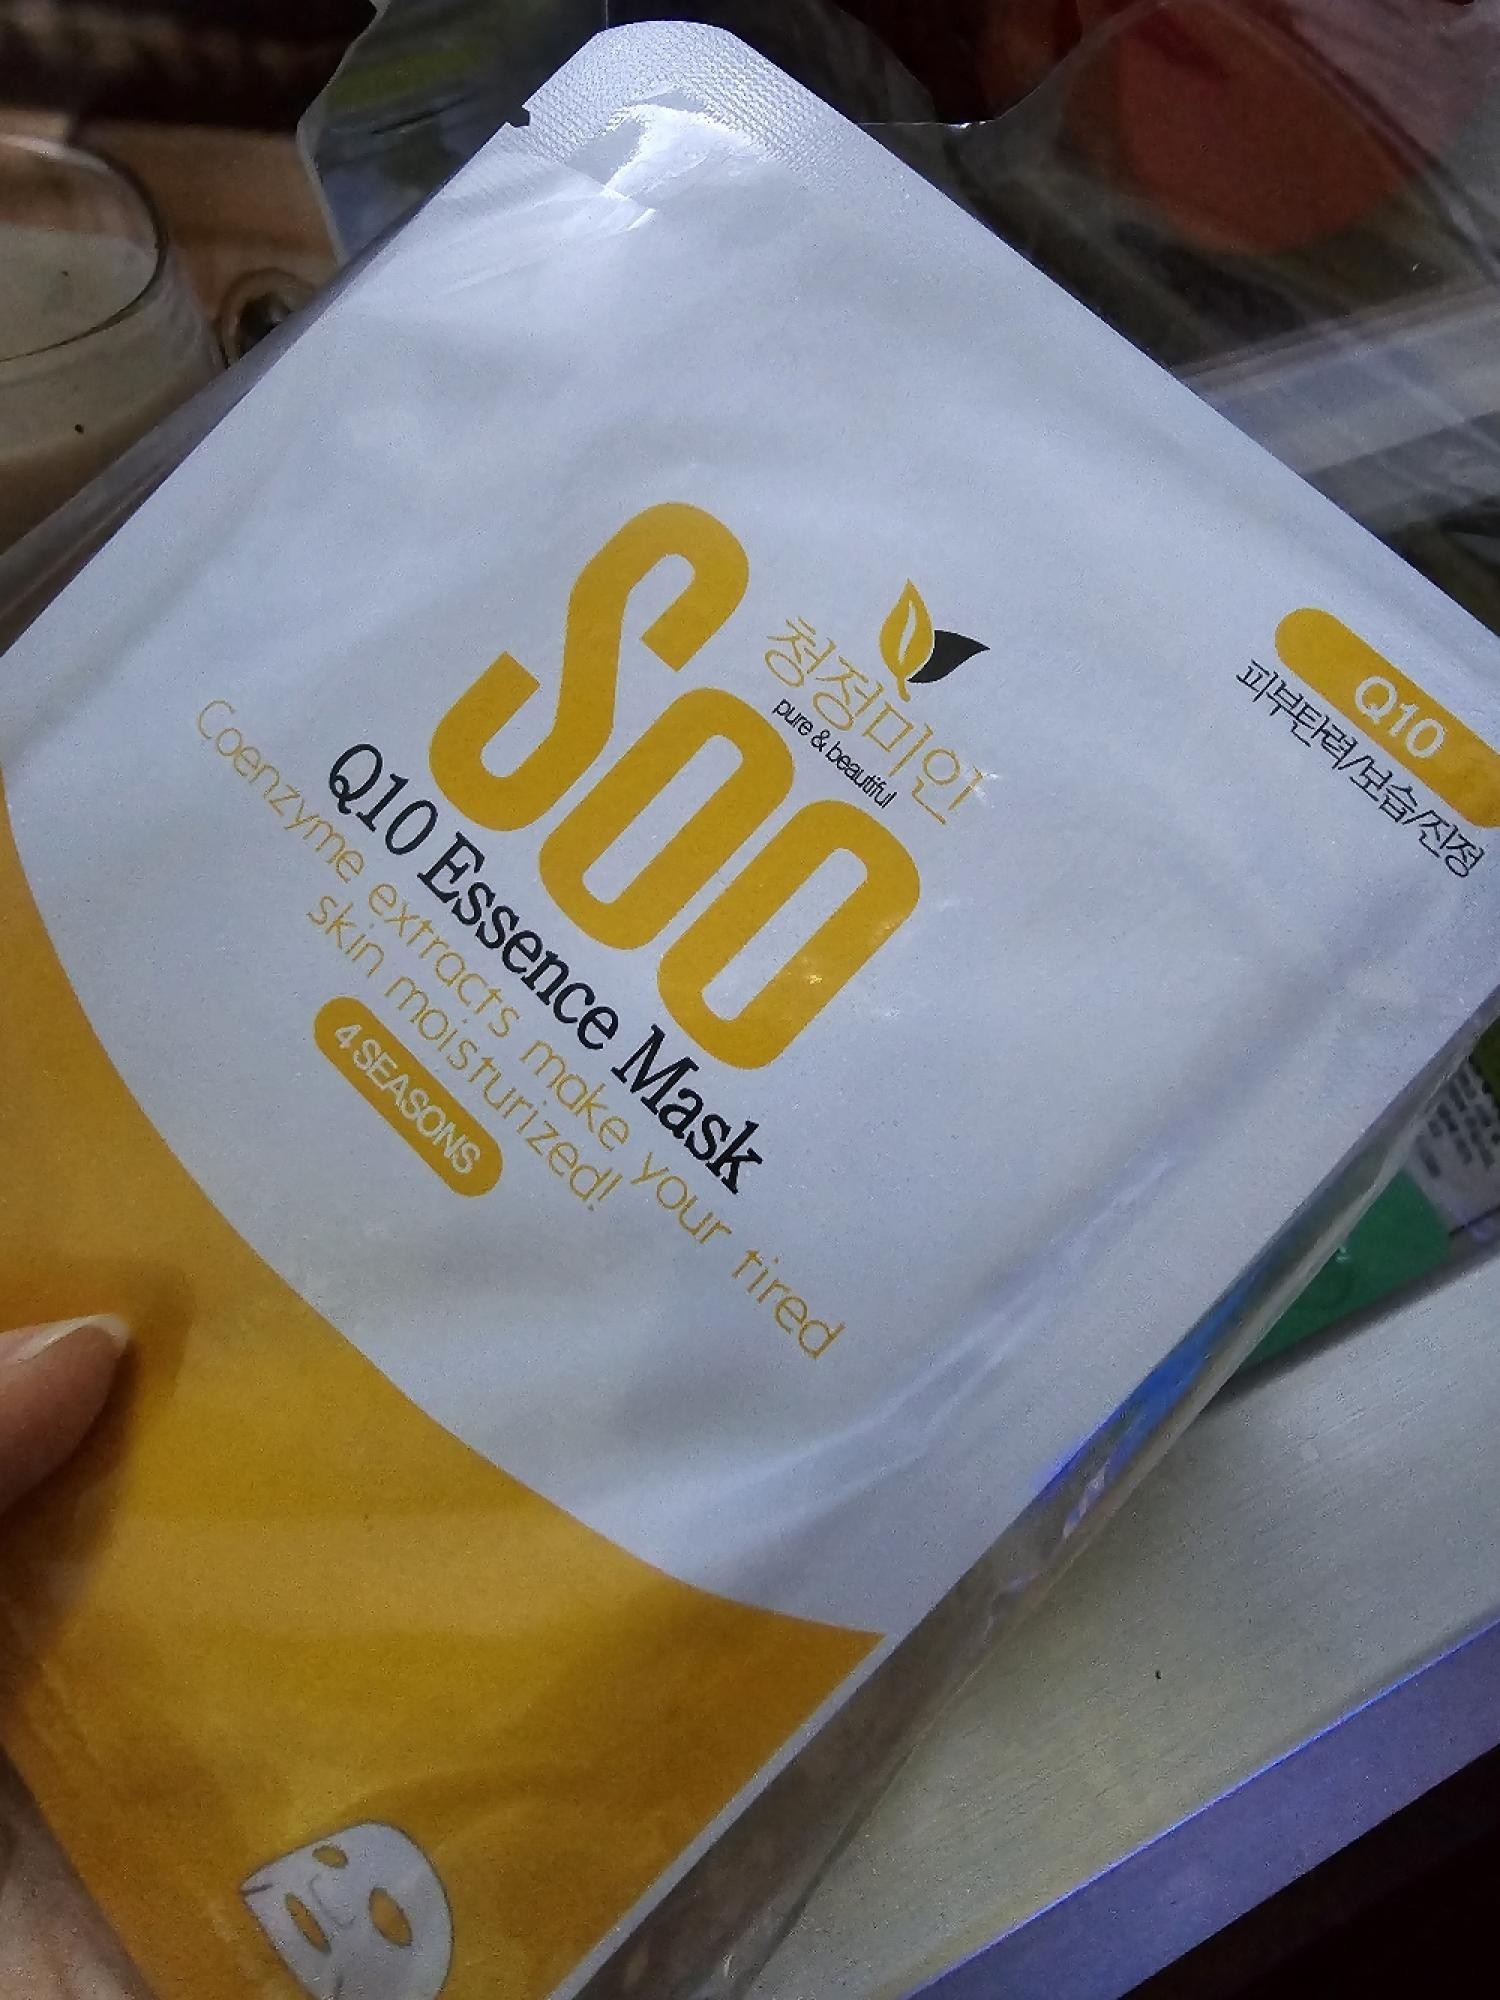 청정미인
pure & beautiful
Soo
Q10 Essence Mask
Coenzyme extracts make your tired
skin moisturized!
4 SEASONS
Q10
피부탄력/보습/진정